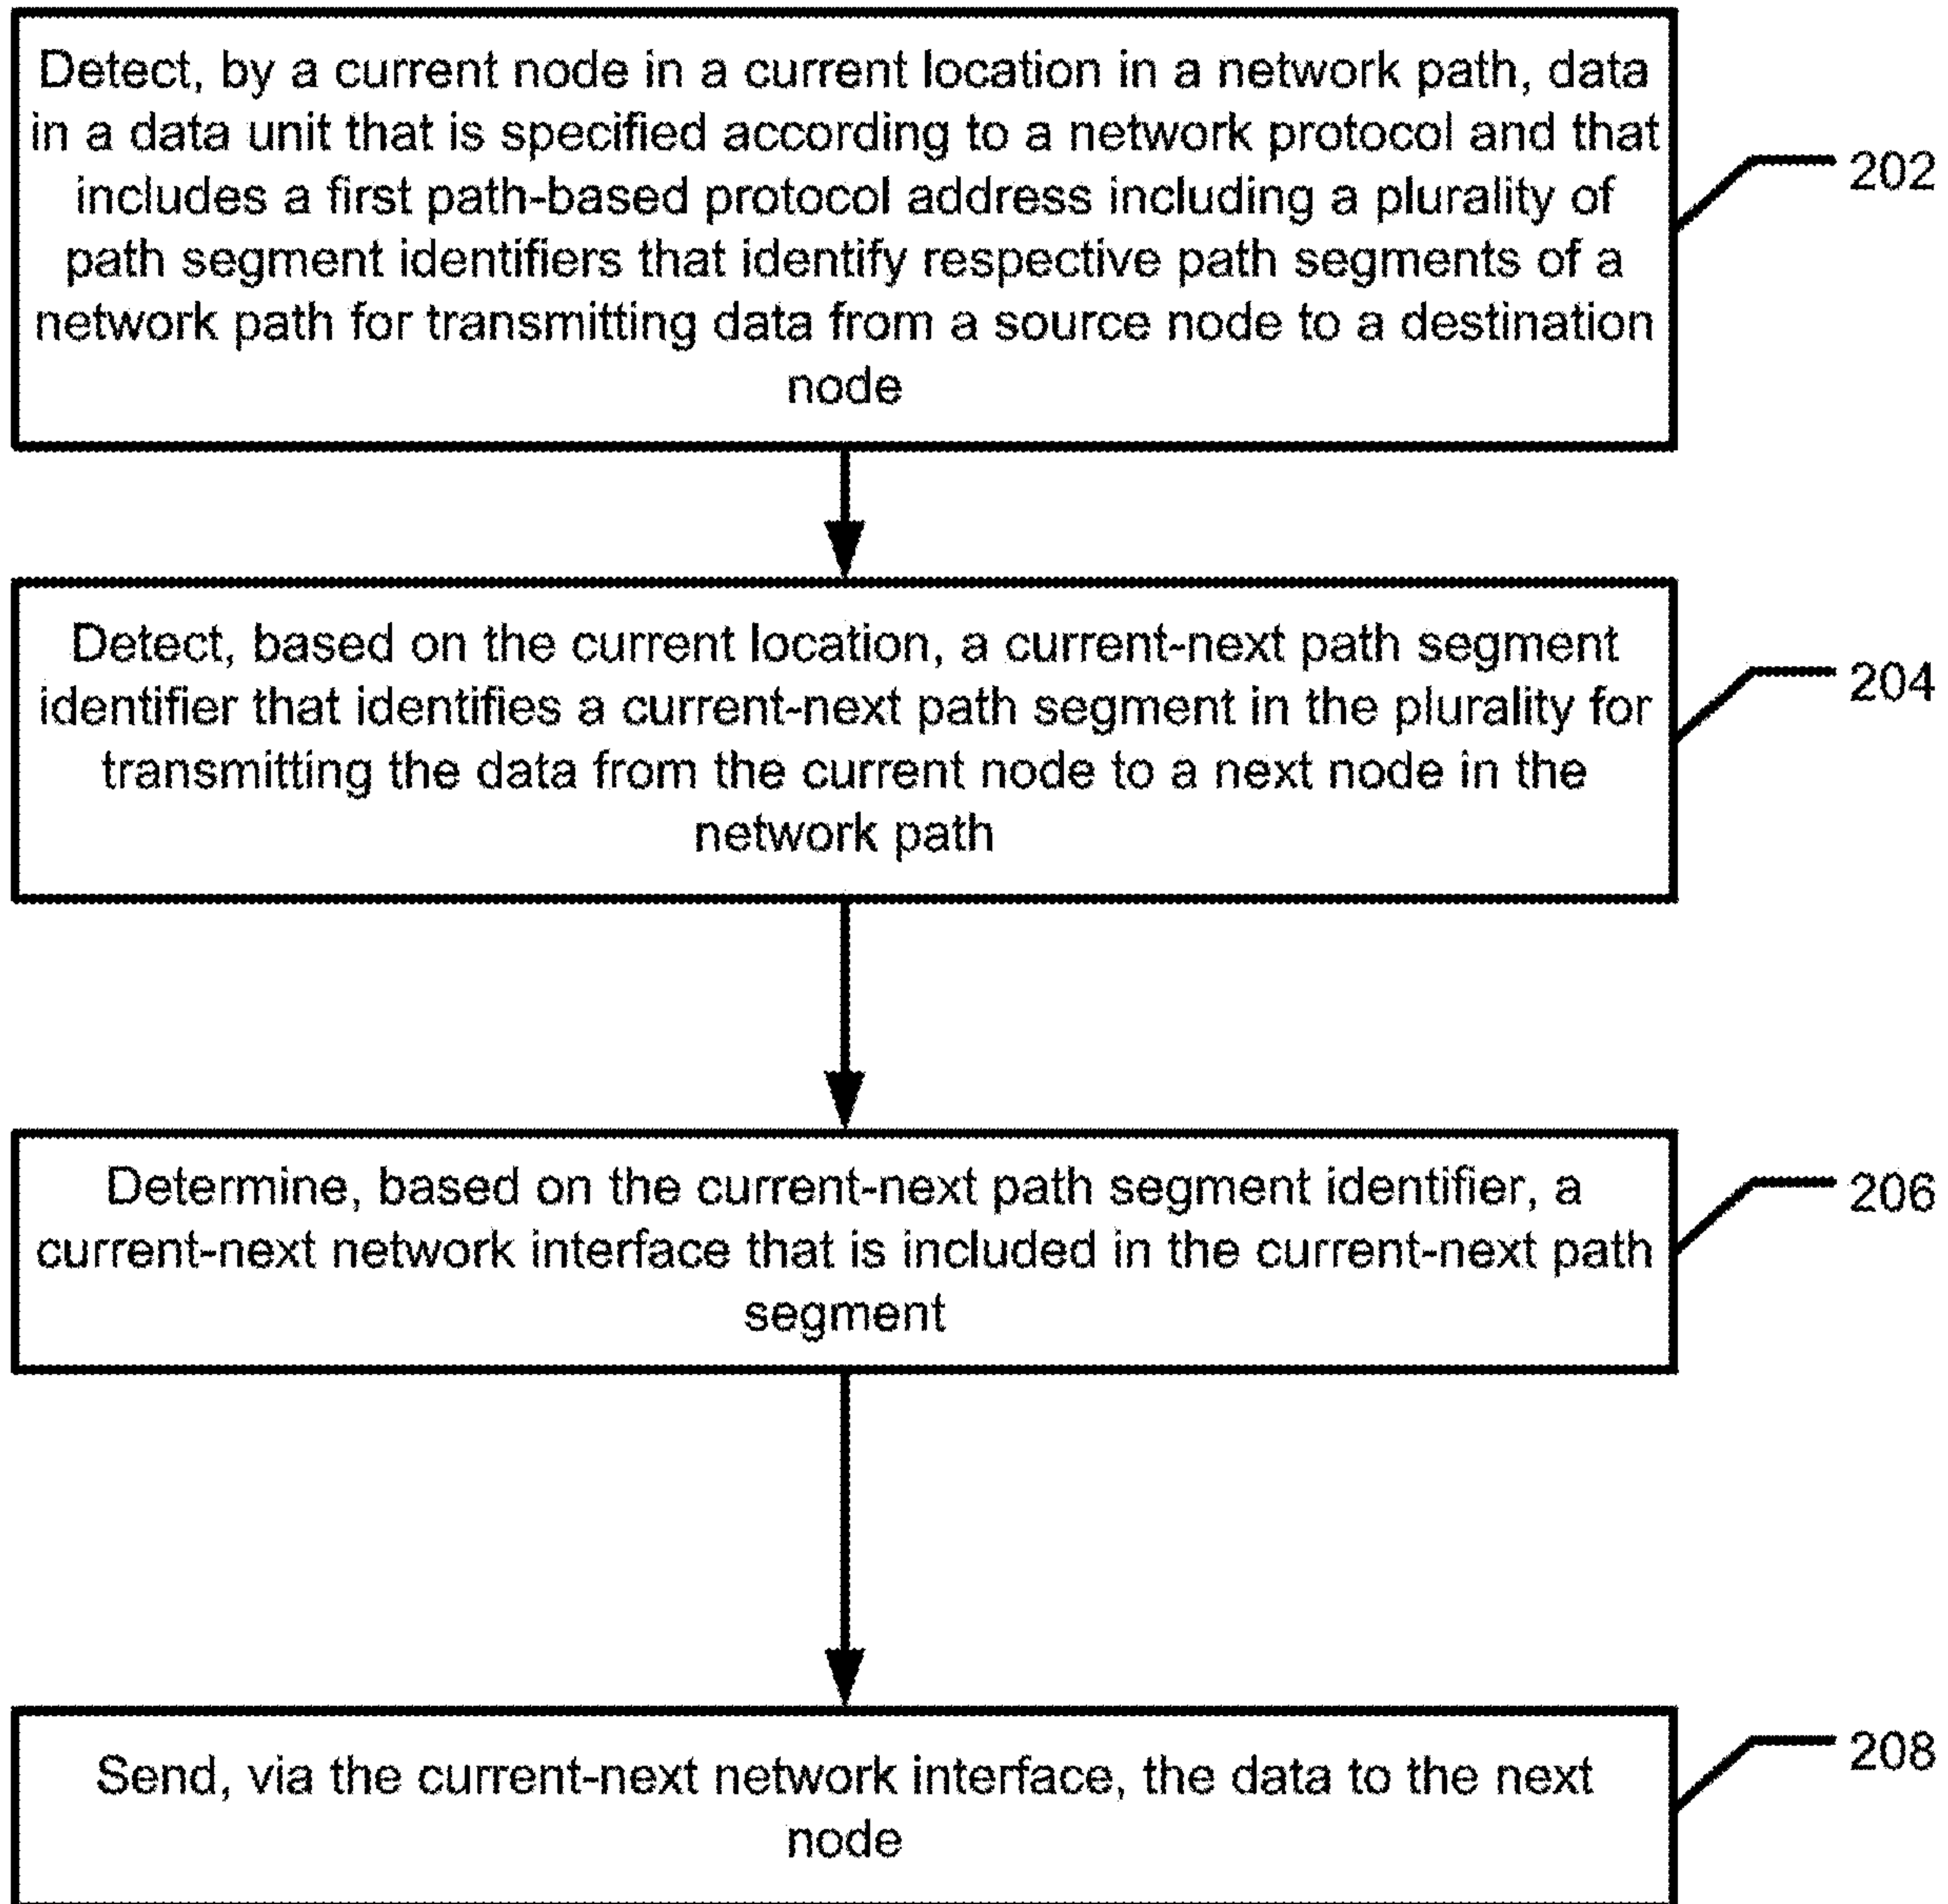 Detect, by a current node in a current location in a network path, data
in a data unit that is specified according to a network protocol and that
includes a first path-based protocol address including a plurality of
path segment identifiers that identify respective path segments of a
network path for transmitting data from a source node to a destination
node
202
Detect, based on the current location, a current-next path segment
identifier that identifies a current-next path segment in the plurality for
transmitting the data from the current node to a next node in the
network path
204
Determine, based on the current-next path segment identifier, a
current-next network interface that is included in the current-next path
segment
206
Send, via the current-next network interface, the data to the next
node
208